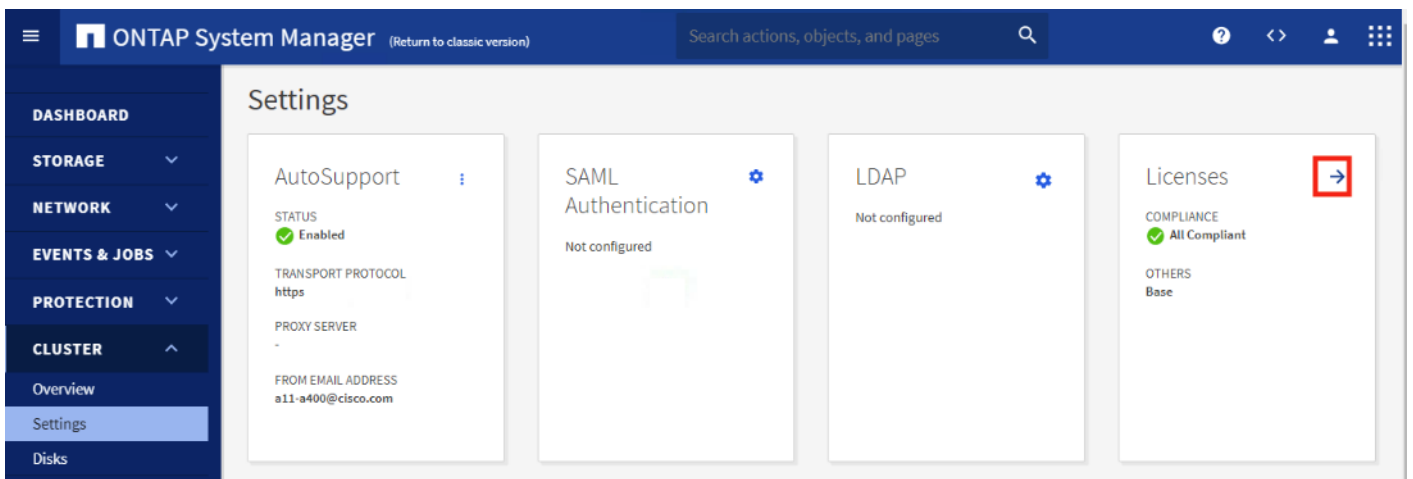 ONTAP System Manager (Return to classic version)
Search actions, objects, and pages
DASHBOARD
STORAGE
NETWORK
EVENTS & JOBS
PROTECTION
CLUSTER
Overview
Settings
Disks
Settings
AutoSupport
STATUS
Enabled
TRANSPORT PROTOCOL
https
PROXY SERVER
-
FROM EMAIL ADDRESS
a11-a400@cisco.com
SAML
Authentication
Not configured
LDAP
Not configured
Licenses
COMPLIANCE
All Compliant
OTHERS
Base